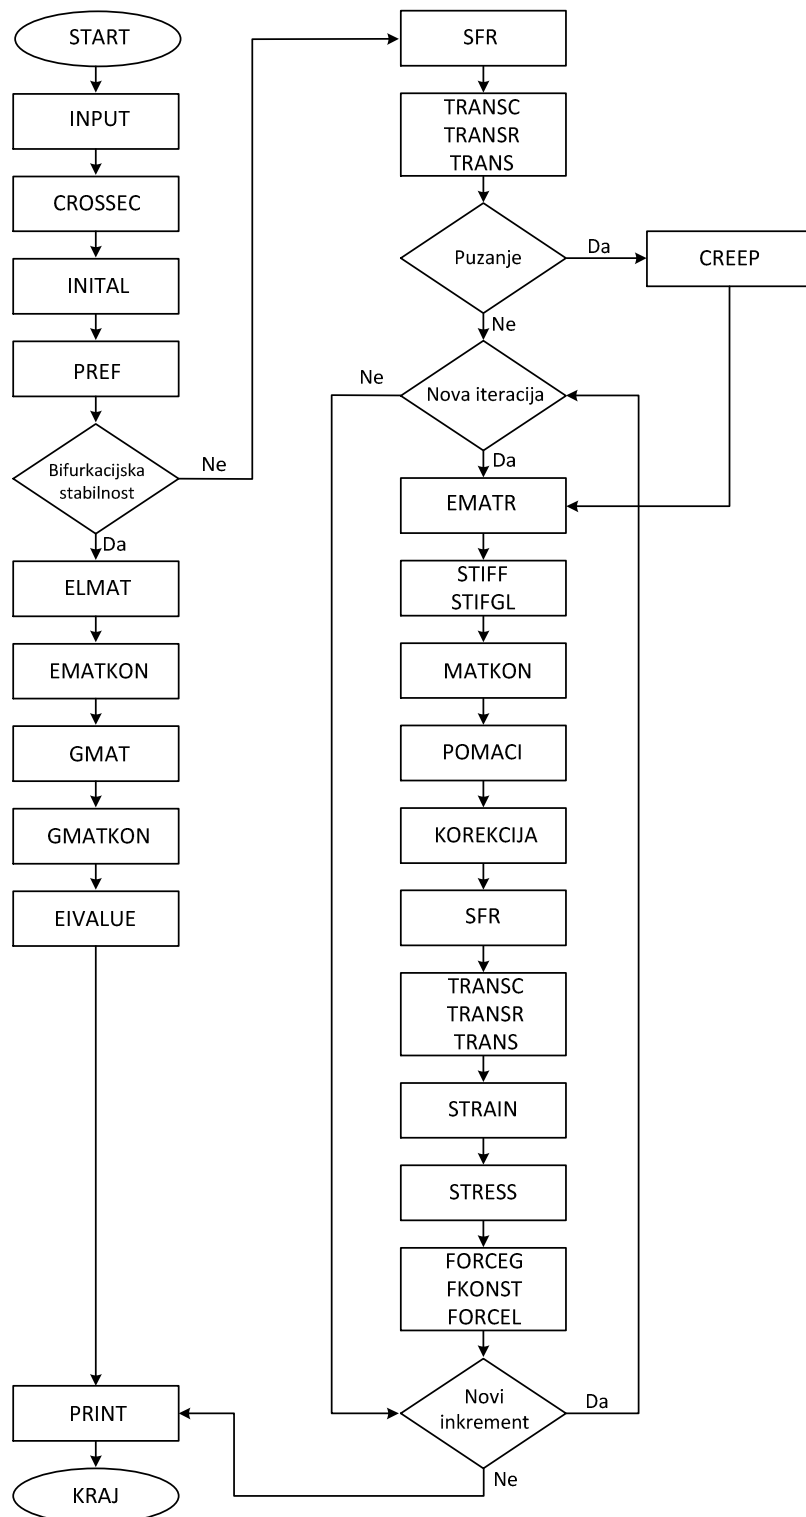 START
INPUT
CROSSEC
INITAL
PREF
Bifurkacijska
stabilnost
Ne
Da
ELMAT
EMATKON
GMAT
GMATKON
EIVALUE
PRINT
KRAJ
SFR
TRANSC
TRANSR
TRANS
Puzanje
Da
CREEP
Ne
Nova iteracija
Ne
Da
EMATR
STIFF
STIFGL
MATKON
POMACI
KOREKCIJA
SFR
TRANSC
TRANSR
TRANS
STRAIN
STRESS
FORCEG
FKONST
FORCEL
Novi
inkrement
Da
Ne